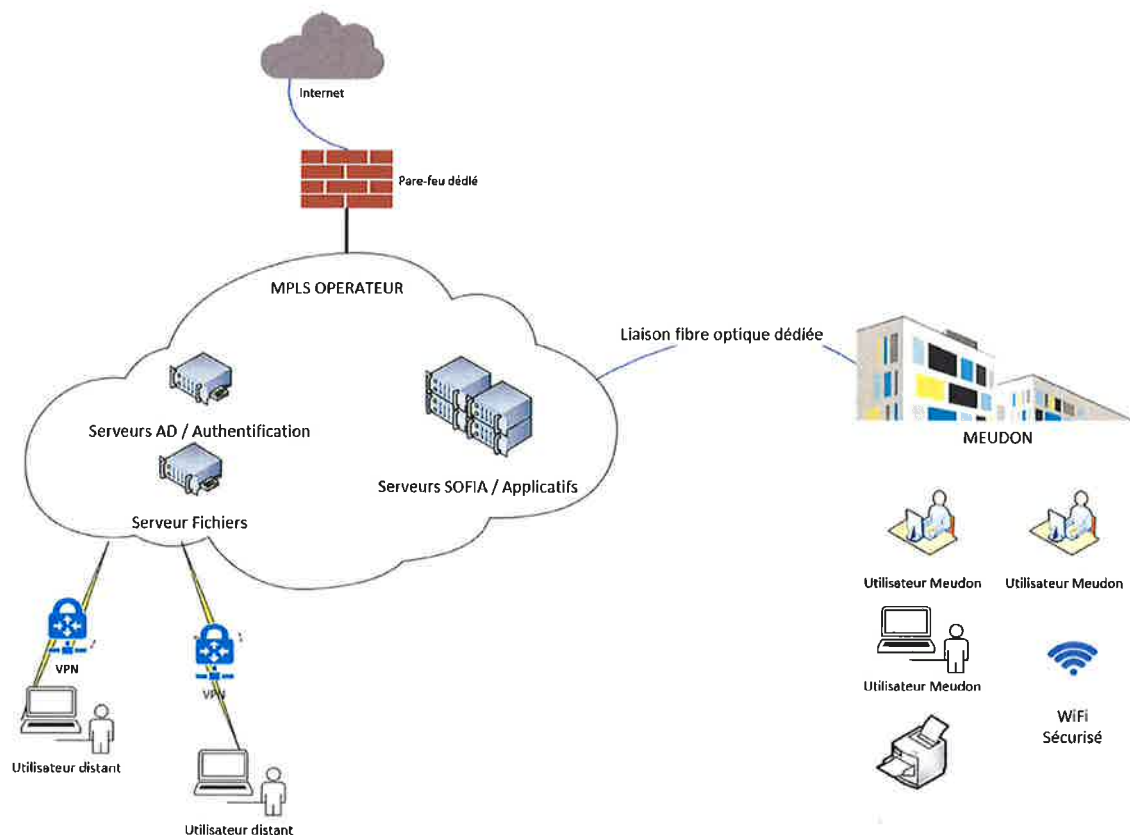 Internet
Pare-feu dédié
MPLS OPERATEUR
Liaison fibre optique dédiée
Serveurs AD / Authentification
Serveur Fichiers
Serveurs SOFIA / Applicatifs
MEUDON
Utilisateur Meudon
Utilisateur Meudon
Utilisateur Meudon
WiFi
Sécurisé
VPN
VPN
Utilisateur distant
Utilisateur distant